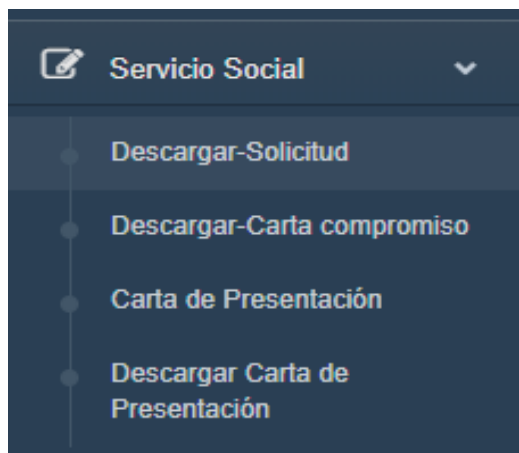 Servicio Social
Descargar-Solicitud
Descargar-Carta compromiso
Carta de Presentación
Descargar Carta de
Presentación